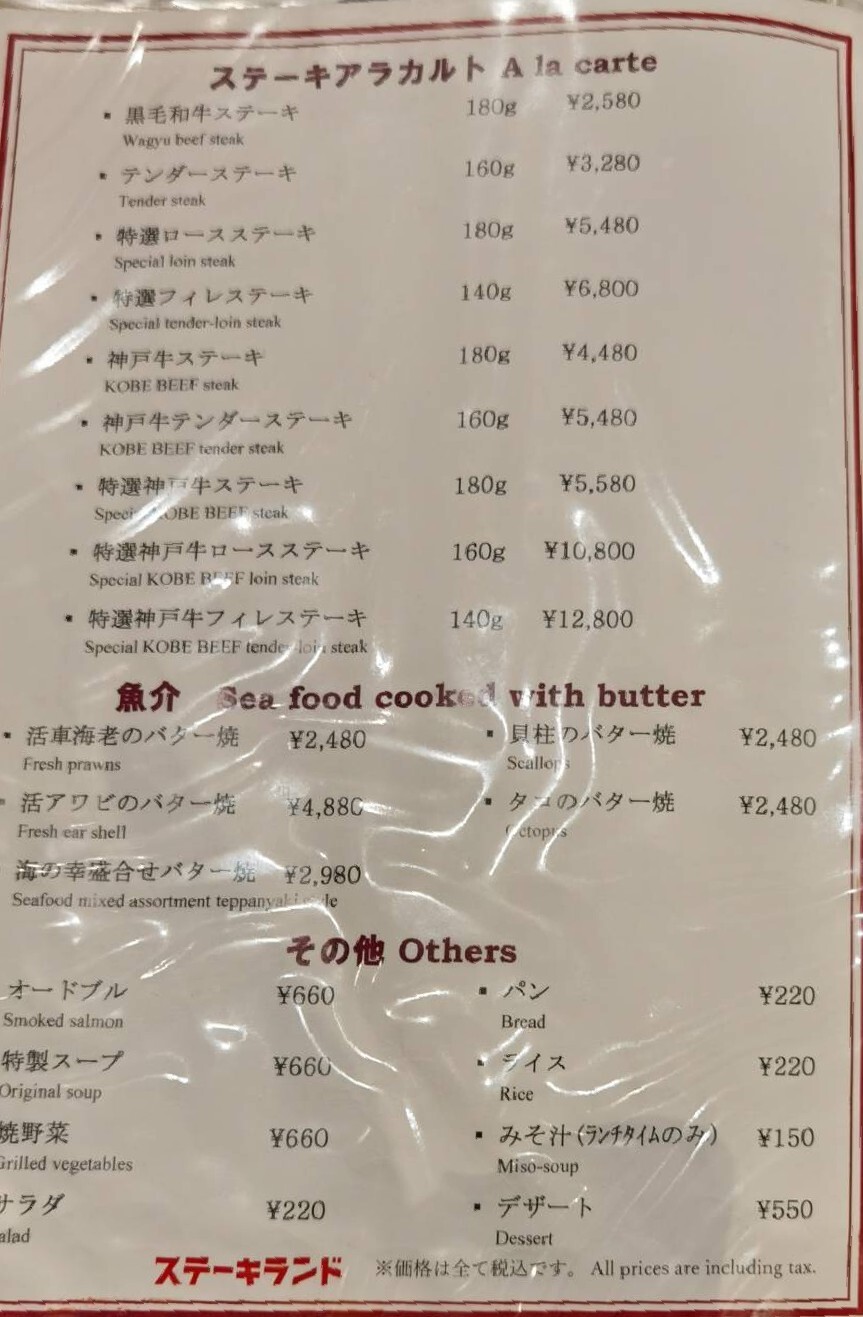 ステーキアラカルト A la carte
▪ 黒毛和牛ステーキ 180g ¥2,580
Wagyu beef steak
▪ テンダーステーキ 160g ¥3,280
Tender steak
▪ 特選ロースステーキ 180g ¥5,480
Special loin steak
▪ 特選フィレステーキ 140g ¥6,800
Special tender-loin steak
▪ 神戸牛ステーキ 180g ¥4,480
KOBE BEEF steak
▪ 神戸牛テンダーステーキ 160g ¥5,480
KOBE BEEF tender steak
▪ 特選神戸牛ステーキ 180g ¥5,580
Special KOBE BEEF steak
▪ 特選神戸牛ロースステーキ 160g ¥10,800
Special KOBE BEEF loin steak
▪ 特選神戸牛フィレステーキ 140g ¥12,800
Special KOBE BEEF tender-loin steak
魚介 Sea food cooked with butter
▪ 活車海老のバター焼 ¥2,480 ▪ 貝柱のバター焼 ¥2,480
Fresh prawns Scallops
▪ 活アワビのバター焼 ¥4,880 ▪ タコのバター焼 ¥2,480
Fresh ear shell Octopus
海の幸盛合せバター焼 ¥2,980
Seafood mixed assortment teppanyaki style
その他 Others
オードブル ¥660 ▪ パン ¥220
Smoked salmon Bread
特製スープ ¥660 ▪ ライス ¥220
Original soup Rice
焼野菜 ¥660 ▪ みそ汁(ランチタイムのみ) ¥150
Grilled vegetables Miso-soup
サラダ ¥220 ▪ デザート ¥550
alad Dessert
ステーキランド ※価格は全て税込です。 All prices are including tax.